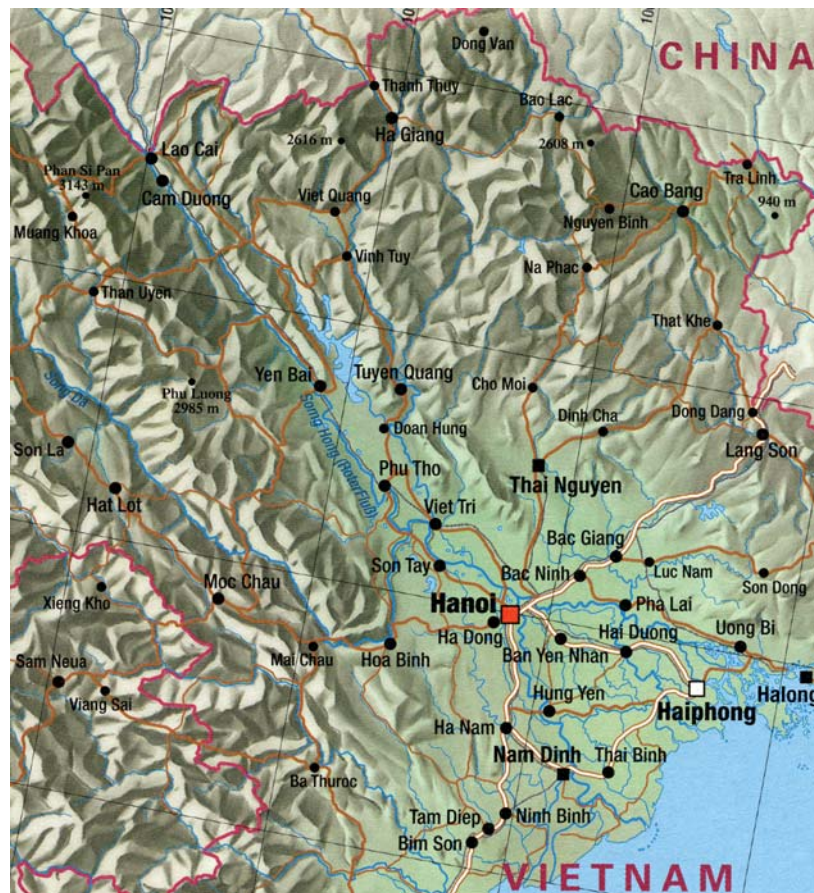 Dong Van
CHINA
10
10
10
Thanh Thuy
Bao Lac
Ha Giang
2616 m
2608 m
Lao Cai
Phan Si Pan
3143 m
Cam Duong
Tra Linh
Cao Bang
Viet Quang
940 m
Nguyen Binh
Muang Khoa
Vinh Tuy
Na Phac
Than Uyen
That Khe
Yen Bai
Tuyen Quang
Cho Moi
Phu Luong
2985 m
Song Da
Dinh Cha
Dong Dang
Doan Hung
Somg Hong (RoterFluß)
Son La
Lang Son
Phu Tho
Thai Nguyen
Hat Lot
Viet Tri
Bac Giang
Son Tay
Bac Ninh
Luc Nam
Son Dong
Moc Chau
Xieng Kho
Hanoi
Pha Lai
Ha Dong
Hai Duong
Uong Bi
Mai Chau
Hoa Binh
Ban Yen Nhan
Sam Neua
Viang Sai
Hung Yen
Halong
Haiphong
Ha Nam
Nam Dinh
Thai Binh
Ba Thuroc
Tam Diep
Ninh Binh
Bim Son
VIETNAM